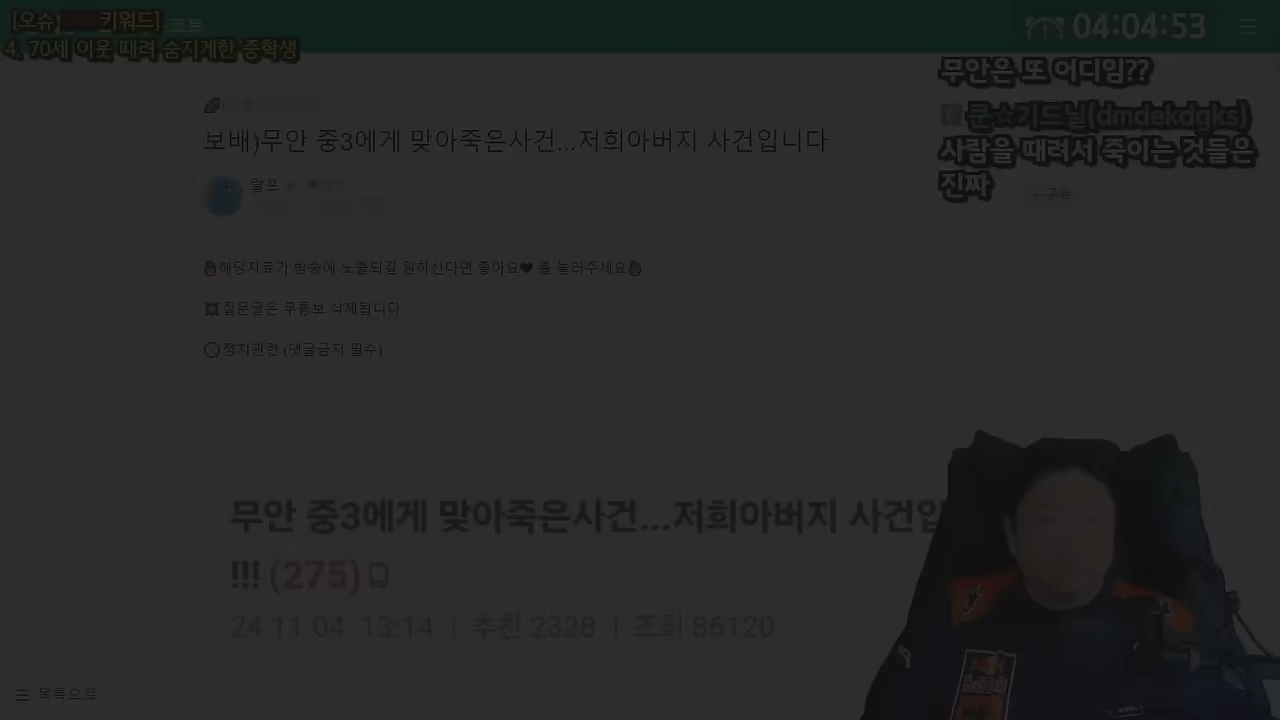 [오슈 키워드]
04:04:53
4. 70세 이웃 때려 숨지게한 중학생
무안은 또 어디임??
쿤☆기드닐(dmdekdgks)
사람을 때려서 죽이는 것들은
진짜
보배)무안 중3에게 맞아죽은사건...저희아버지 사건입니다
랄프
구독
해당자료가 방송에 노출되길 원하신다면 좋아요❤ 를 눌러주세요
질문글은 무통보 삭제됩니다
정치관련 (댓글금지 필수)
무안 중3에게 맞아죽은사건...저희아버지 사건입
!!! (275)
24.11.04 13:14 | 추천 2328 | 조회 86120
목록으로